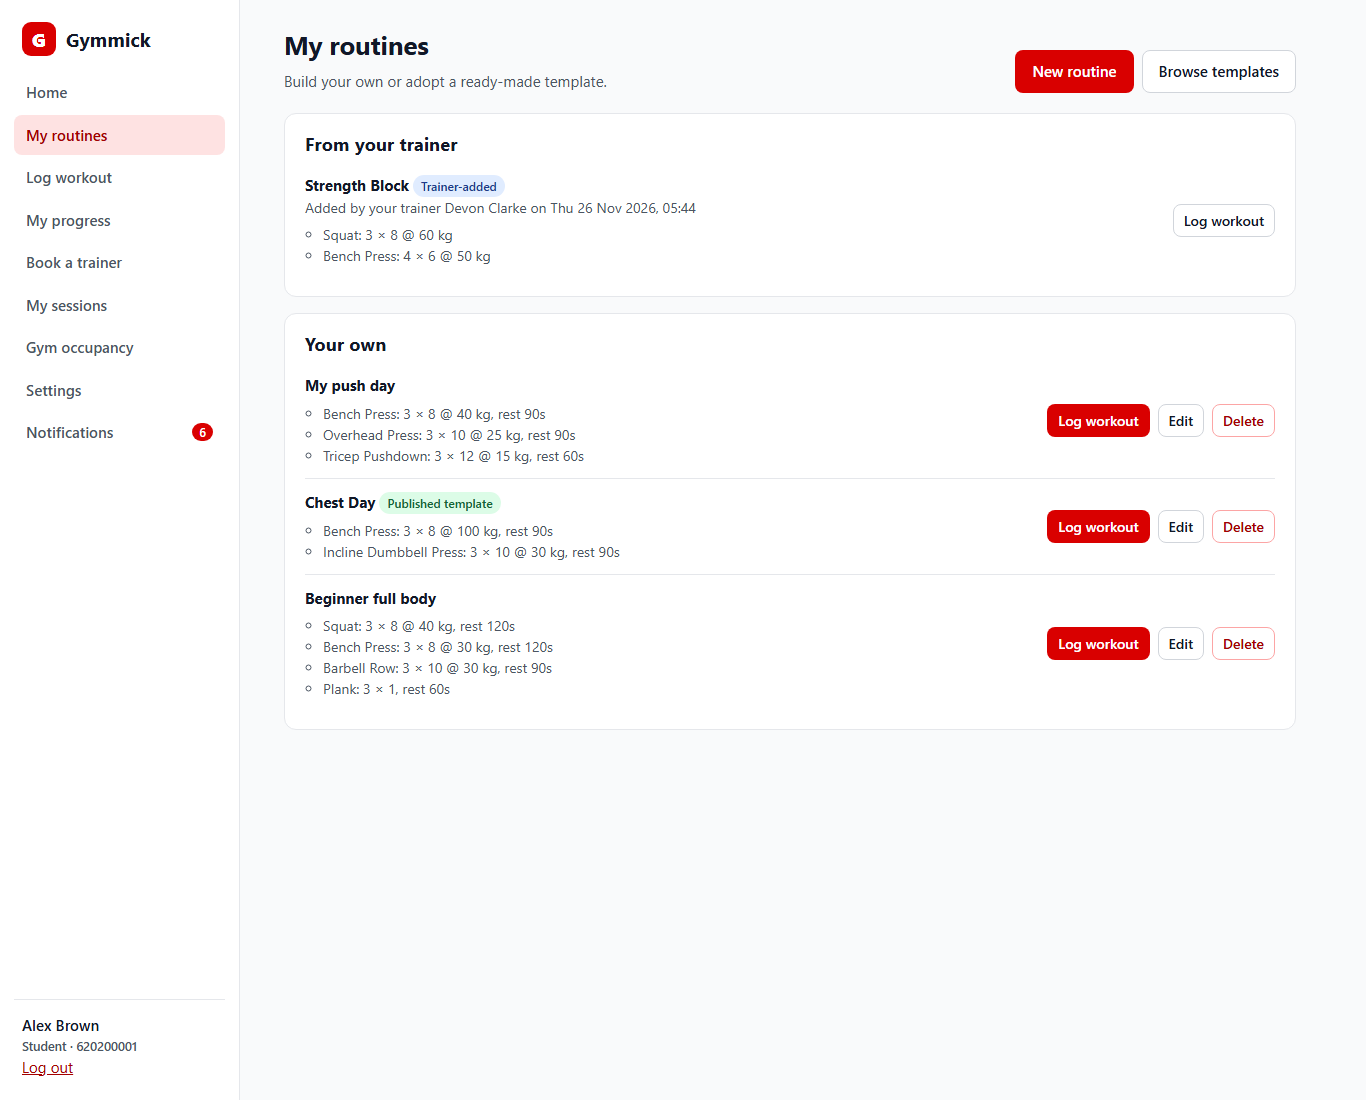 G Gymmick
Home
My routines
Log workout
My progress
Book a trainer
My sessions
Gym occupancy
Settings
Notifications 6
Alex Brown
Student · 620200001
Log out
My routines
Build your own or adopt a ready-made template.
New routine
Browse templates
From your trainer
Strength Block Trainer-added
Added by your trainer Devon Clarke on Thu 26 Nov 2026, 05:44
Squat: 3 × 8 @ 60 kg
Bench Press: 4 × 6 @ 50 kg
Log workout
Your own
My push day
Bench Press: 3 × 8 @ 40 kg, rest 90s
Overhead Press: 3 × 10 @ 25 kg, rest 90s
Tricep Pushdown: 3 × 12 @ 15 kg, rest 60s
Log workout Edit Delete
Chest Day Published template
Bench Press: 3 × 8 @ 100 kg, rest 90s
Incline Dumbbell Press: 3 × 10 @ 30 kg, rest 90s
Log workout Edit Delete
Beginner full body
Squat: 3 × 8 @ 40 kg, rest 120s
Bench Press: 3 × 8 @ 30 kg, rest 120s
Barbell Row: 3 × 10 @ 30 kg, rest 90s
Plank: 3 × 1, rest 60s
Log workout Edit Delete